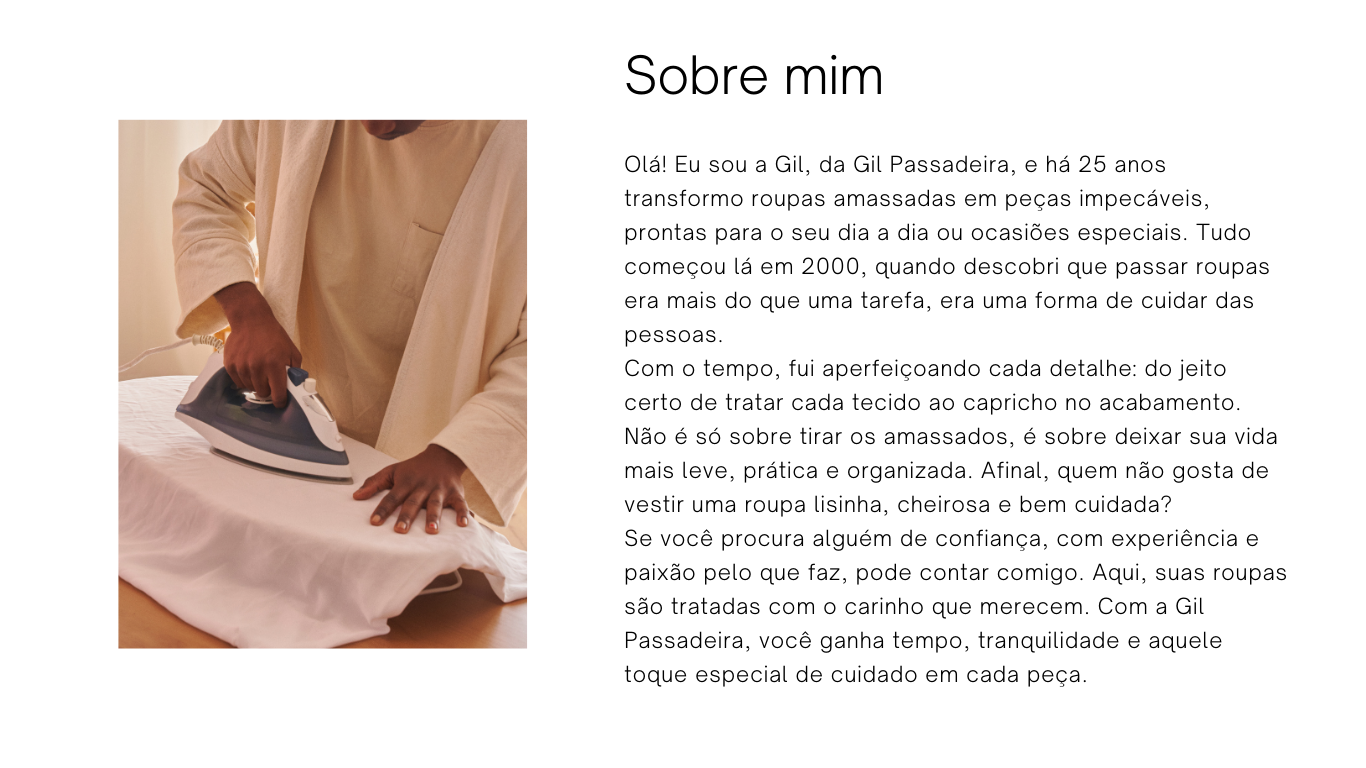 Sobre mim
Olá! Eu sou a Gil, da Gil Passadeira, e há 25 anos
transformo roupas amassadas em peças impecáveis,
prontas para o seu dia a dia ou ocasiões especiais. Tudo
começou lá em 2000, quando descobri que passar roupas
era mais do que uma tarefa, era uma forma de cuidar das
pessoas.
Com o tempo, fui aperfeiçoando cada detalhe: do jeito
certo de tratar cada tecido ao capricho no acabamento.
Não é só sobre tirar os amassados, é sobre deixar sua vida
mais leve, prática e organizada. Afinal, quem não gosta de
vestir uma roupa lisinha, cheirosa e bem cuidada?
Se você procura alguém de confiança, com experiência e
paixão pelo que faz, pode contar comigo. Aqui, suas roupas
são tratadas com o carinho que merecem. Com a Gil
Passadeira, você ganha tempo, tranquilidade e aquele
toque especial de cuidado em cada peça.